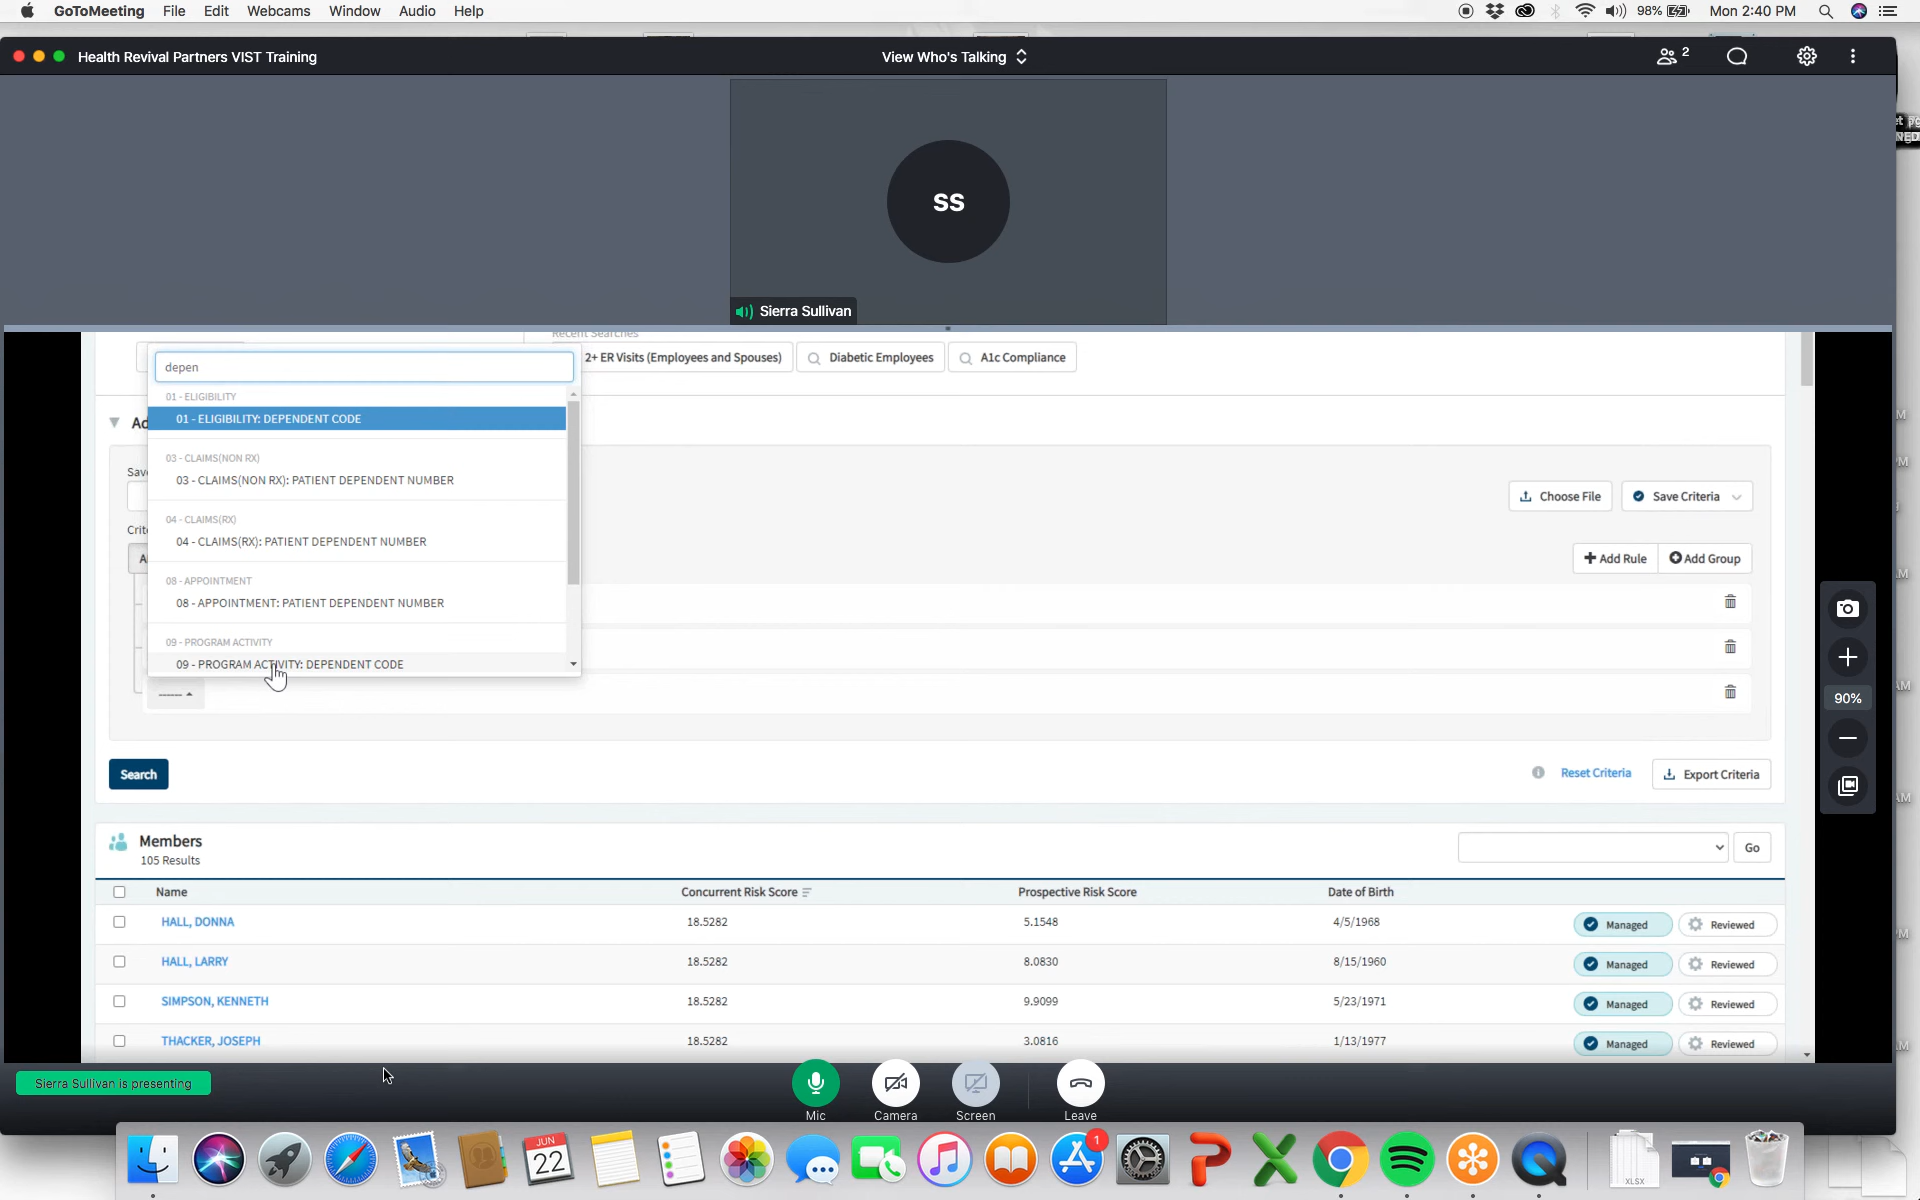 GoToMeeting File Edit Webcams Window Audio Help 98% Mon 2:40 PM
Health Revival Partners VIST Training View Who's Talking 2
SS
Sierra Sullivan
Recent Searches
depen
2+ ER Visits (Employees and Spouses) Diabetic Employees A1c Compliance
01 - ELIGIBILITY
01 - ELIGIBILITY: DEPENDENT CODE
03 - CLAIMS(NON RX)
03 - CLAIMS(NON RX): PATIENT DEPENDENT NUMBER
Choose File Save Criteria
04 - CLAIMS(RX)
04 - CLAIMS(RX): PATIENT DEPENDENT NUMBER
Add Rule Add Group
08 - APPOINTMENT
08 - APPOINTMENT: PATIENT DEPENDENT NUMBER
09 - PROGRAM ACTIVITY
09 - PROGRAM ACTIVITY: DEPENDENT CODE
------
90%
Search Reset Criteria Export Criteria
Members
105 Results
Go
Name Concurrent Risk Score Prospective Risk Score Date of Birth
HALL, DONNA 18.5282 5.1548 4/5/1968 Managed Reviewed
HALL, LARRY 18.5282 8.0830 8/15/1960 Managed Reviewed
SIMPSON, KENNETH 18.5282 9.9099 5/23/1971 Managed Reviewed
THACKER, JOSEPH 18.5282 3.0816 1/13/1977 Managed Reviewed
Sierra Sullivan is presenting
Mic Camera Screen Leave
JUN
22
1
XLSX